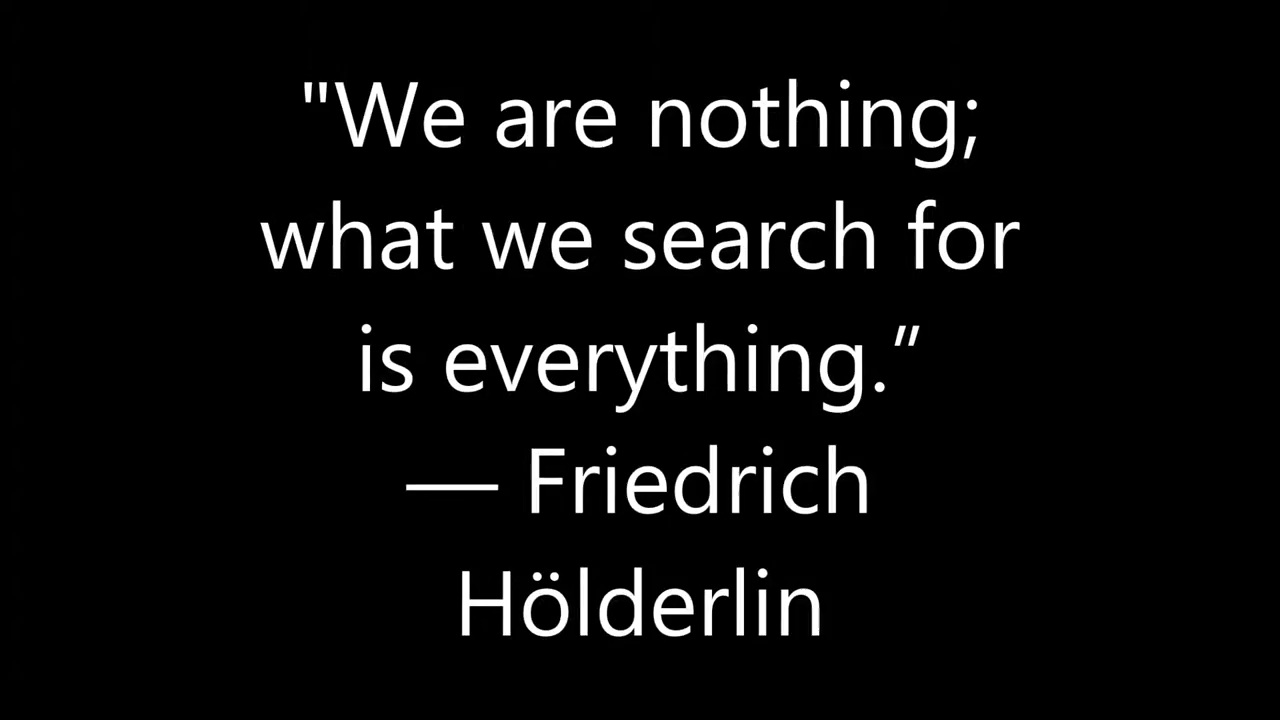 "We are nothing;
what we search for
is everything.”
— Friedrich
Hölderlin